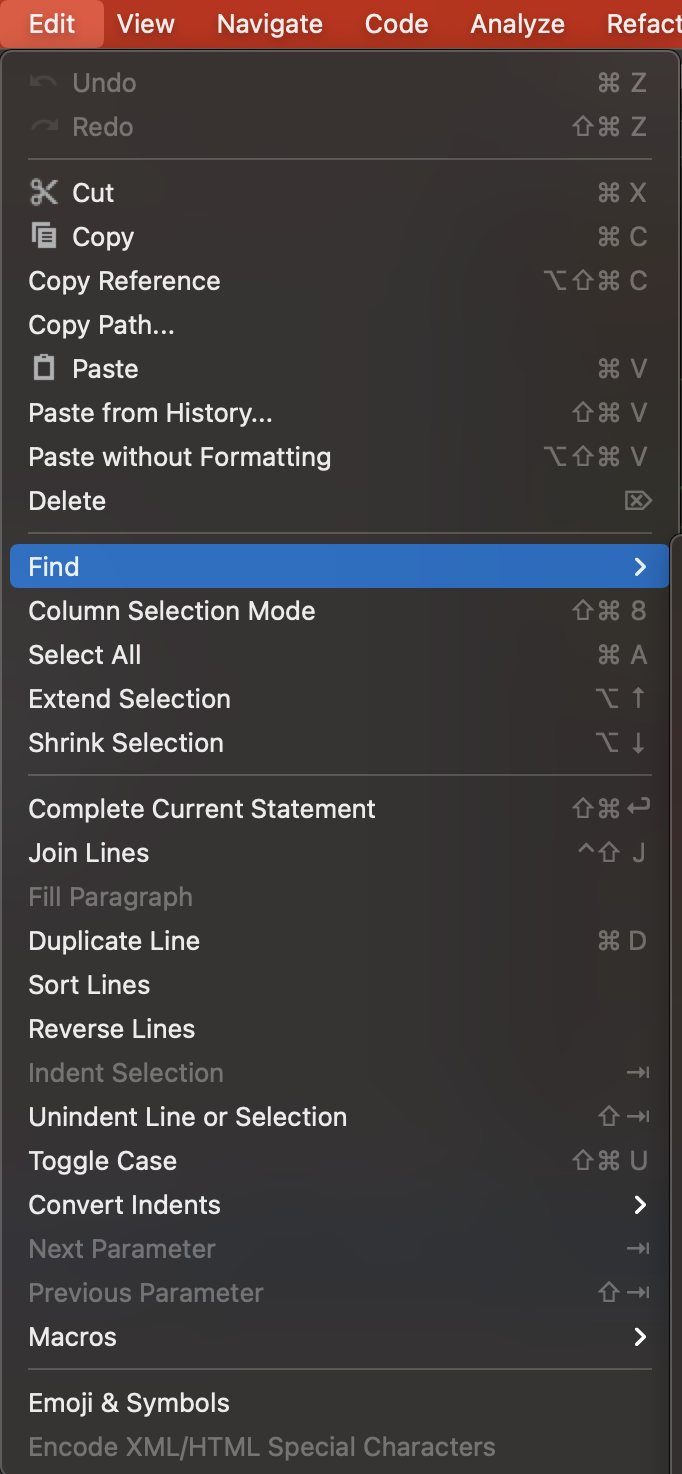 Edit View Navigate Code Analyze Refact
Undo ⌘ Z
Redo ⇧⌘ Z
Cut ⌘ X
Copy ⌘ C
Copy Reference ⌥⇧⌘ C
Copy Path...
Paste ⌘ V
Paste from History... ⇧⌘ V
Paste without Formatting ⌥⇧⌘ V
Delete ⌦
Find
Column Selection Mode ⇧⌘ 8
Select All ⌘ A
Extend Selection ⌥ ↑
Shrink Selection ⌥ ↓
Complete Current Statement ⇧⌘⏎
Join Lines ^⇧ J
Fill Paragraph
Duplicate Line ⌘ D
Sort Lines
Reverse Lines
Indent Selection ⇥
Unindent Line or Selection ⇧⇥
Toggle Case ⇧⌘ U
Convert Indents
Next Parameter ⇥
Previous Parameter ⇧⇥
Macros
Emoji & Symbols
Encode XML/HTML Special Characters